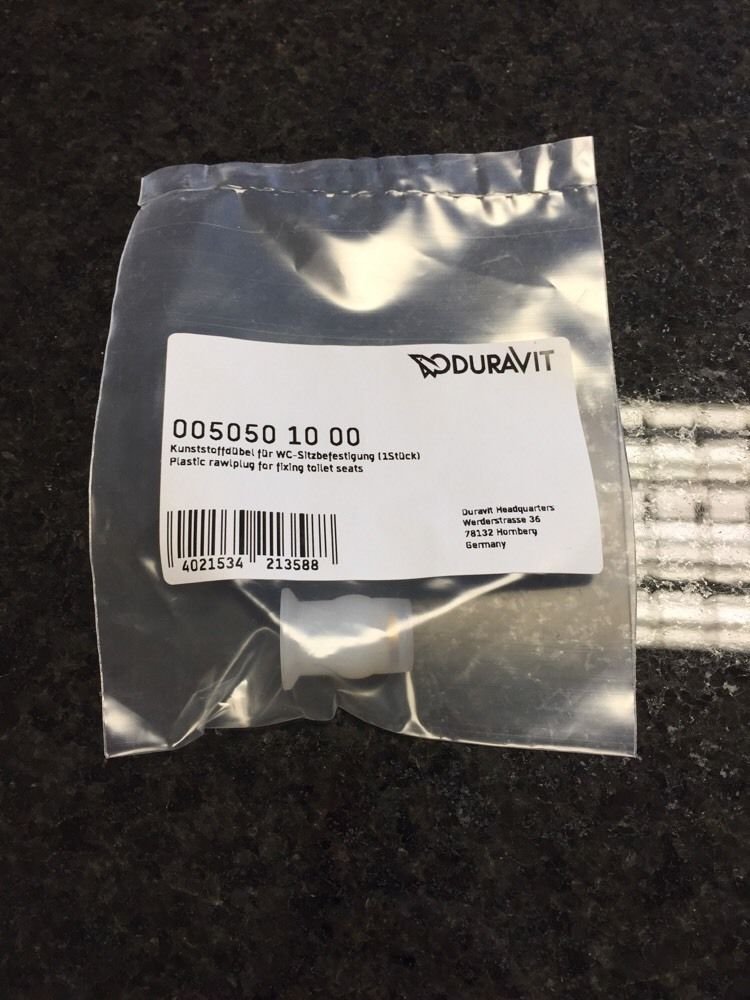 DURAVIT
005050 10 00
Kunststoffdübel für WC-Sitzbefestigung (1Stück)
Plastic rawlplug for fixing toilet seats
Duravit Headquarters
Werderstrasse 36
78132 Hornberg
Germany
4021534 213588